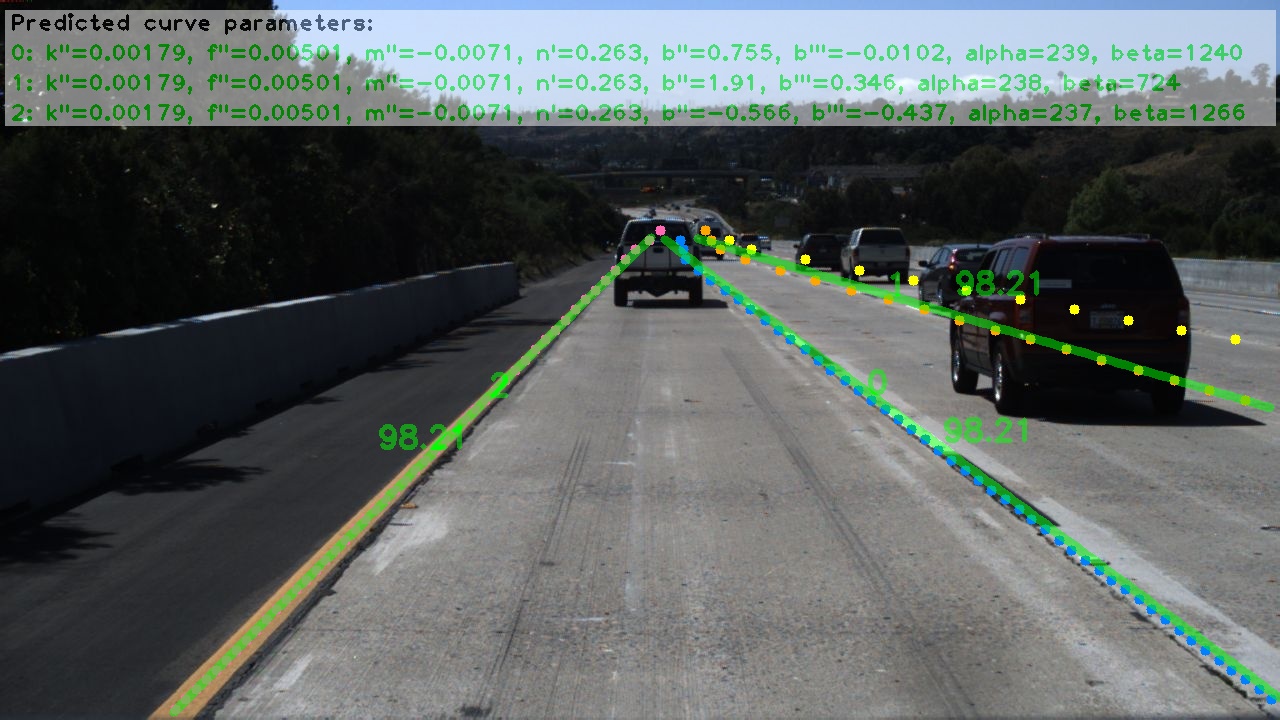 Predicted curve parameters:
0: k''=0.00179, f''=0.00501, m''=-0.0071, n'=0.263, b''=0.755, b'''=-0.0102, alpha=239, beta=1240
1: k''=0.00179, f''=0.00501, m''=-0.0071, n'=0.263, b''=1.91, b'''=0.346, alpha=238, beta=724
2: k''=0.00179, f''=0.00501, m''=-0.0071, n'=0.263, b''=-0.566, b'''=-0.437, alpha=237, beta=1266
1 98.21
2
0
98.21
98.21